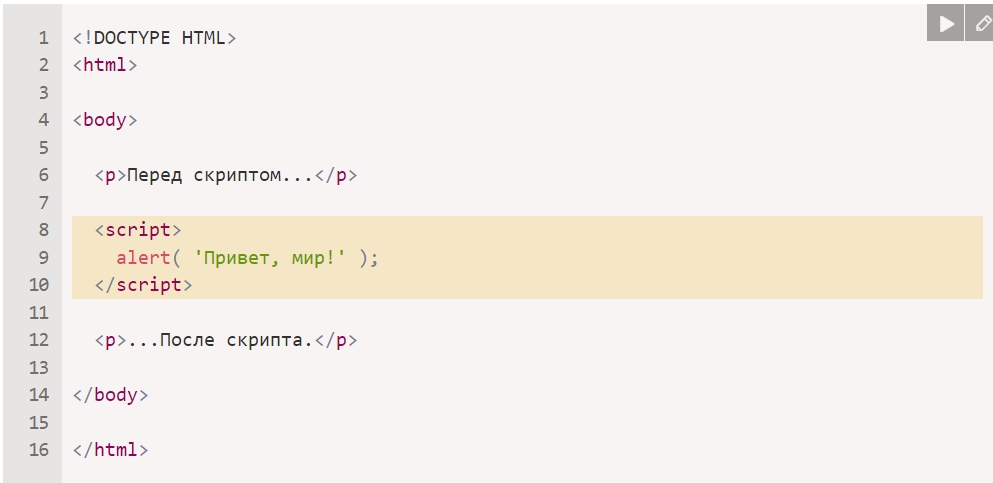 1 <!DOCTYPE HTML>
2 <html>
3
4 <body>
5
6 <p>Перед скриптом...</p>
7
8 <script>
9 alert( 'Привет, мир!' );
10 </script>
11
12 <p>...После скрипта.</p>
13
14 </body>
15
16 </html>